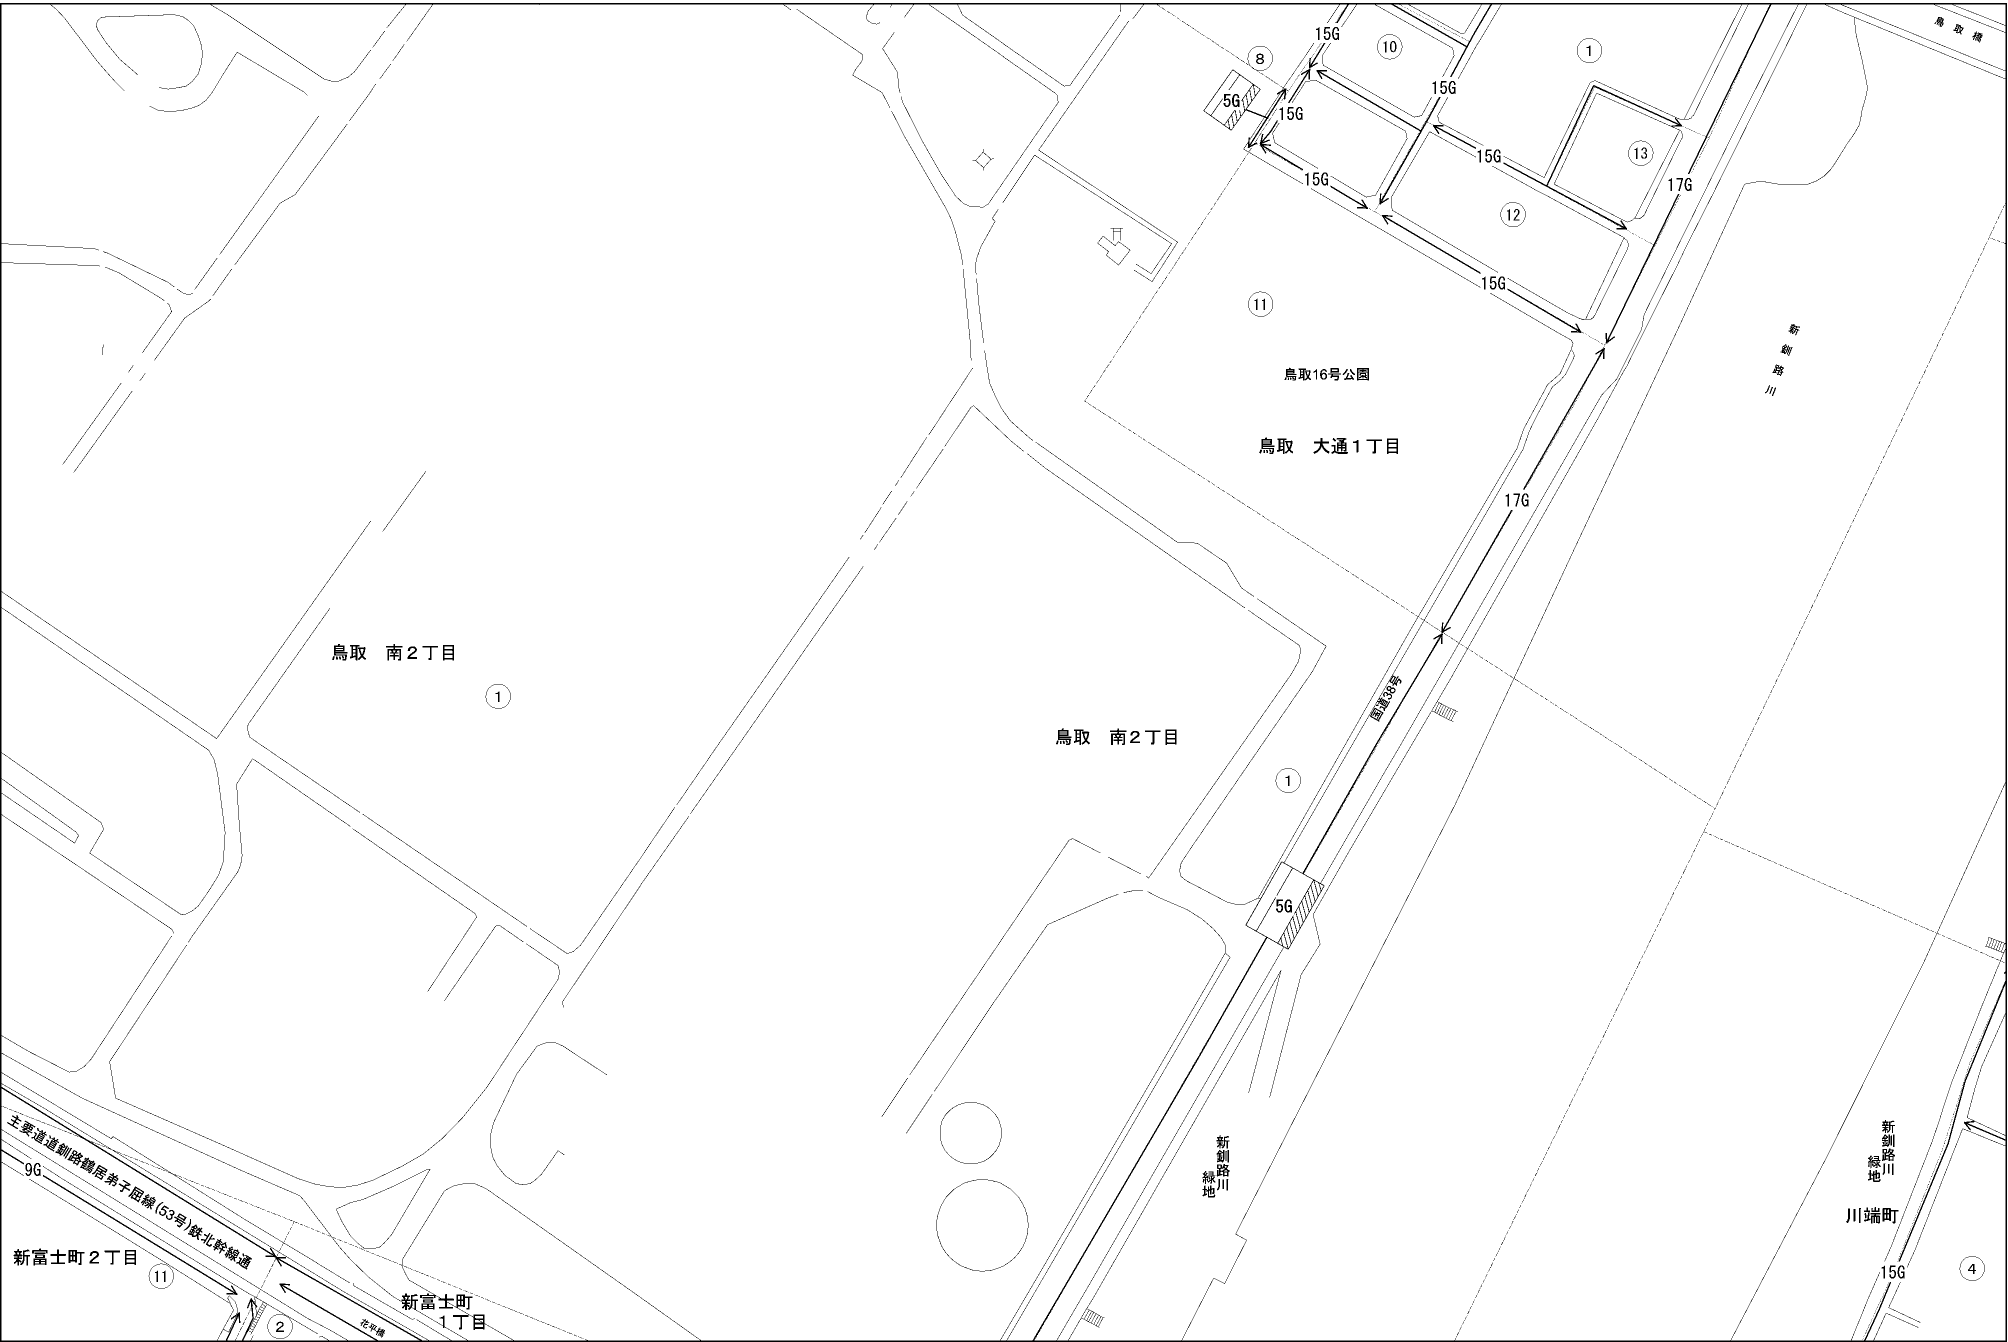 鳥取橋
15G
10
1
8
15G
5G
15G
15G
13
15G
17G
12
15G
11
新釧路川
鳥取16号公園
鳥取　大通１丁目
17G
鳥取　南２丁目
1
国道38号
鳥取　南２丁目
1
5G
新釧路川
緑地
新釧路川
緑地
川端町
主要道道釧路鶴居弟子屈線(53号)鉄北幹線通
9G
新富士町２丁目
11
新富士町
１丁目
2
花平橋
15G
4